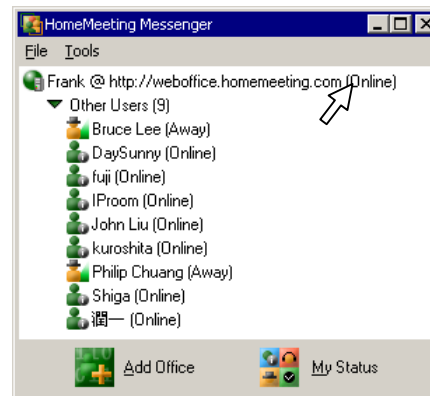 HomeMeeting Messenger
File Tools
Frank @ http://weboffice.homemeeting.com (Online)
Other Users (9)
Bruce Lee (Away)
DaySunny (Online)
fuji (Online)
IProom (Online)
John Liu (Online)
kuroshita (Online)
Philip Chuang (Away)
Shiga (Online)
潤一 (Online)
Add Office My Status